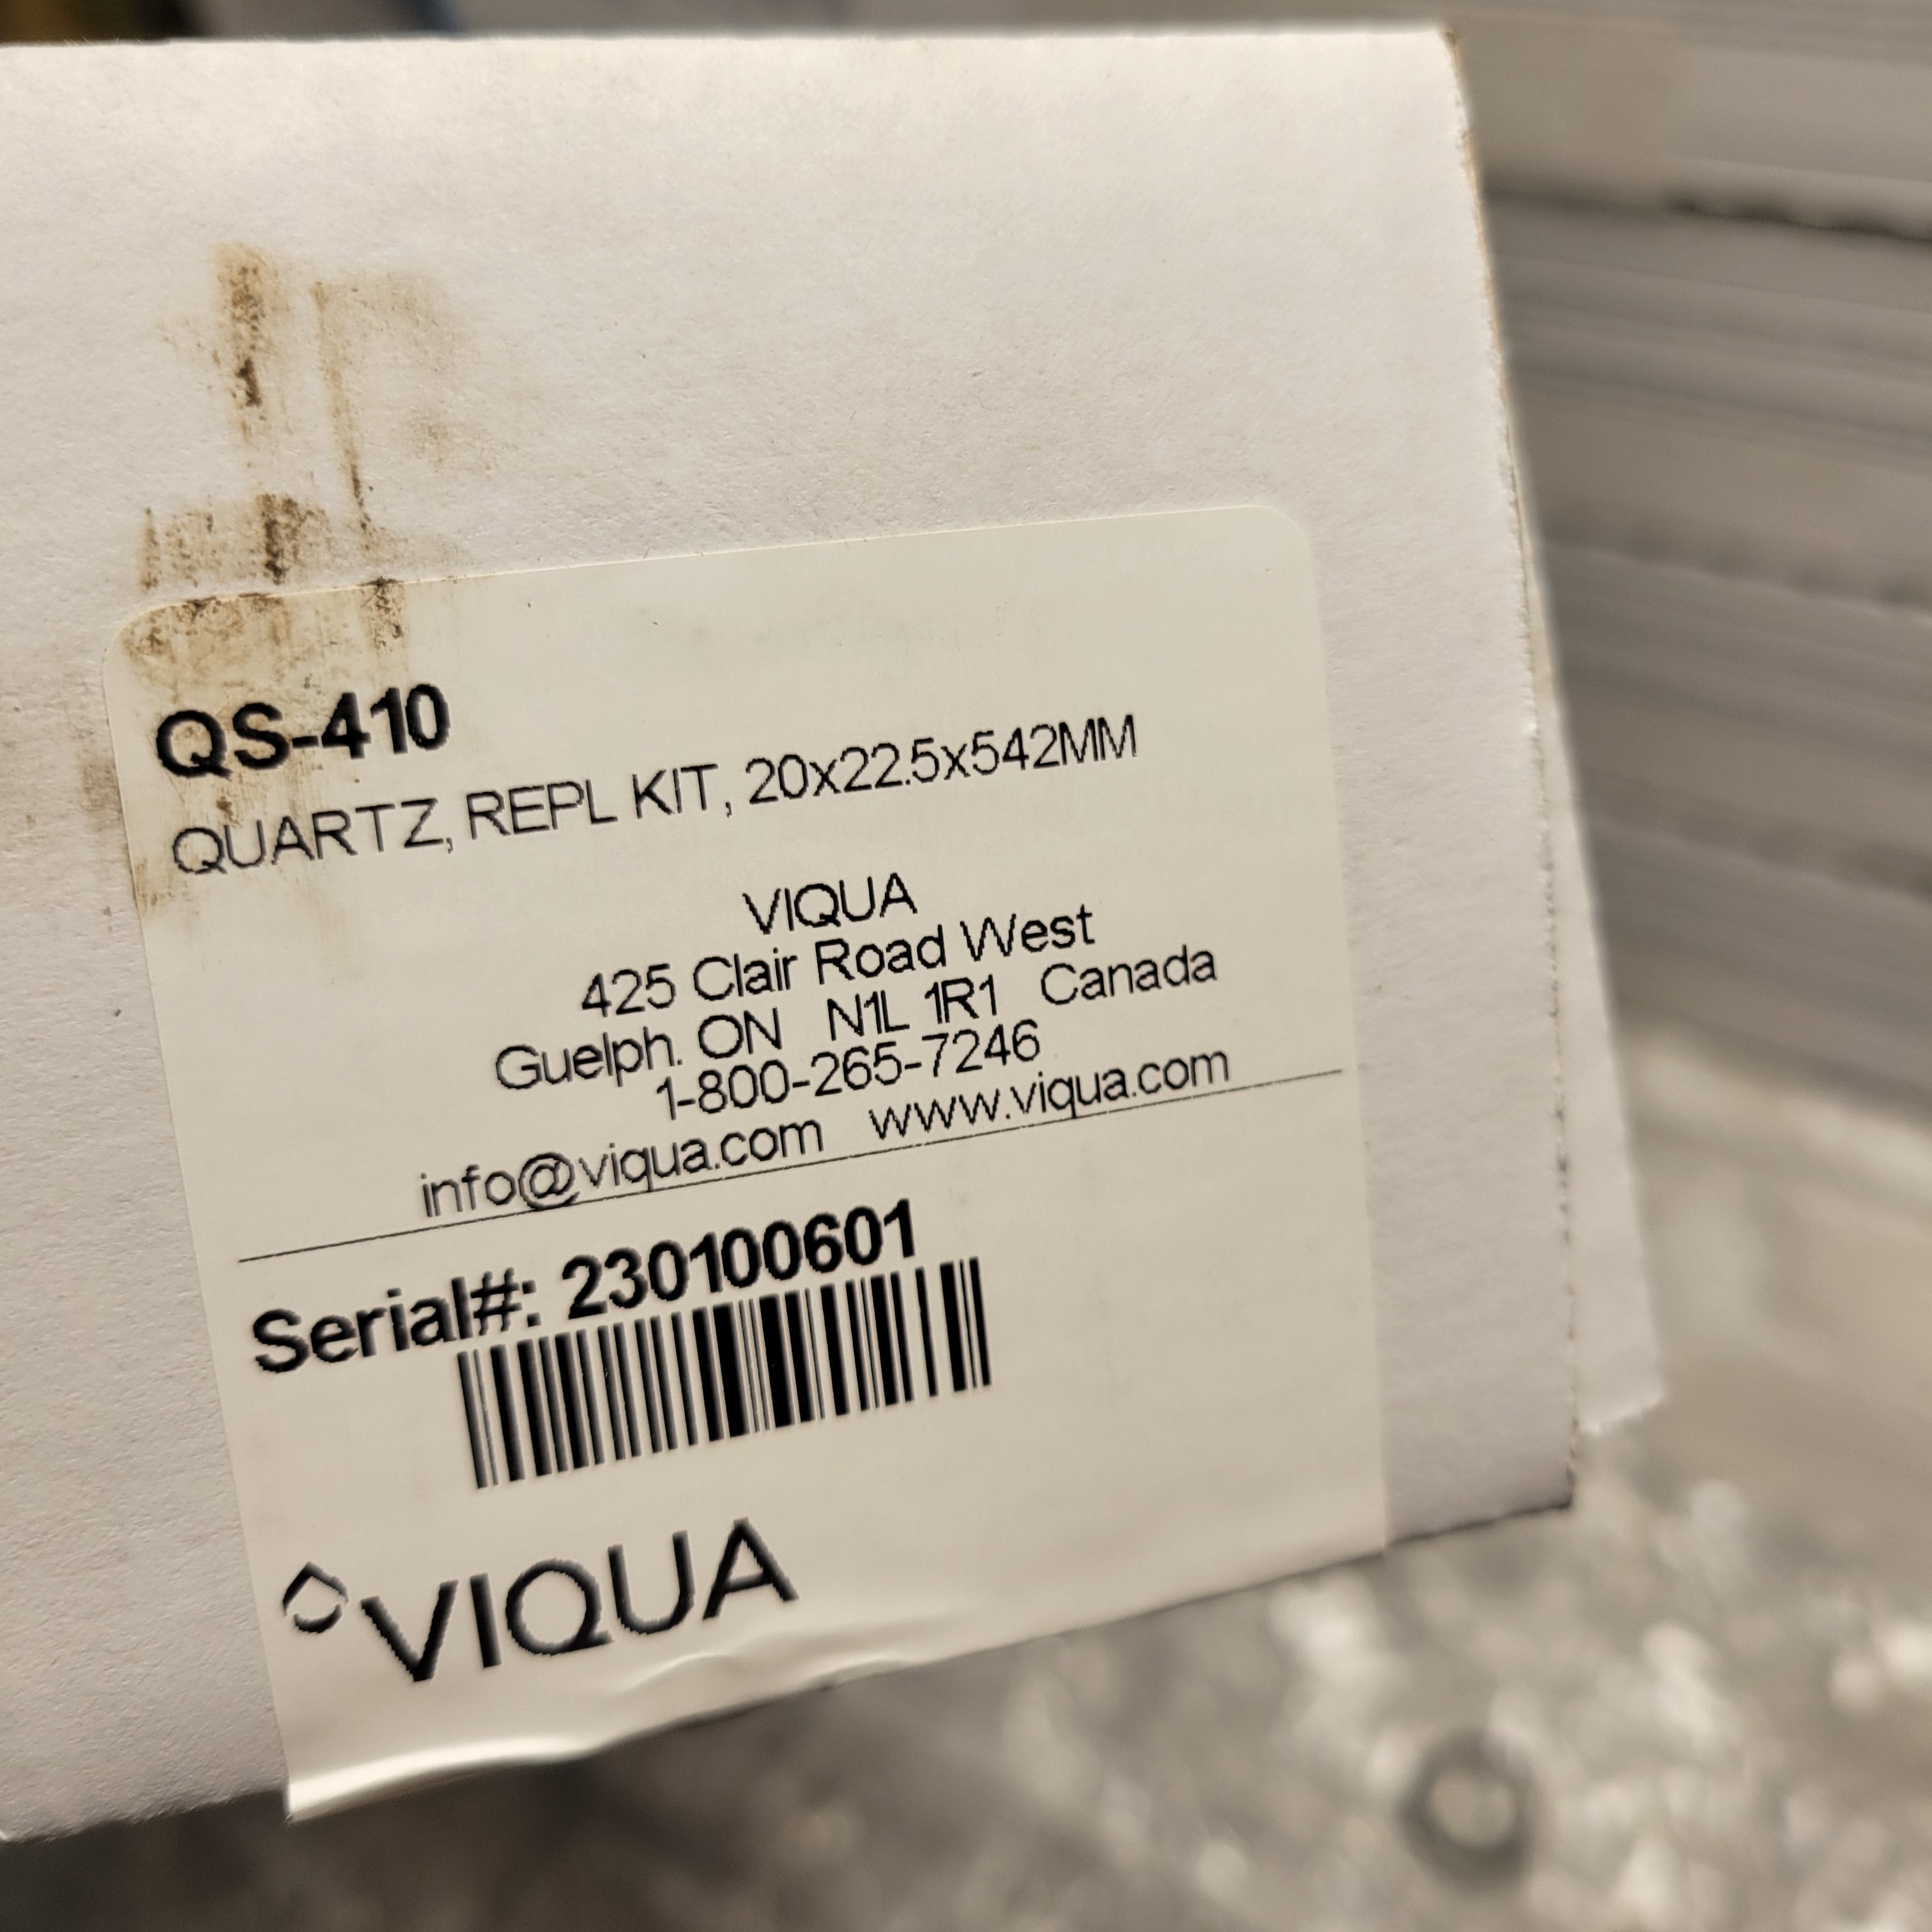 QS-410
QUARTZ, REPL KIT, 20x22.5x542MM
VIQUA
425 Clair Road West
Guelph. ON N1L 1R1 Canada
1-800-265-7246
info@viqua.com www.viqua.com
Serial#: 230100601
VIQUA